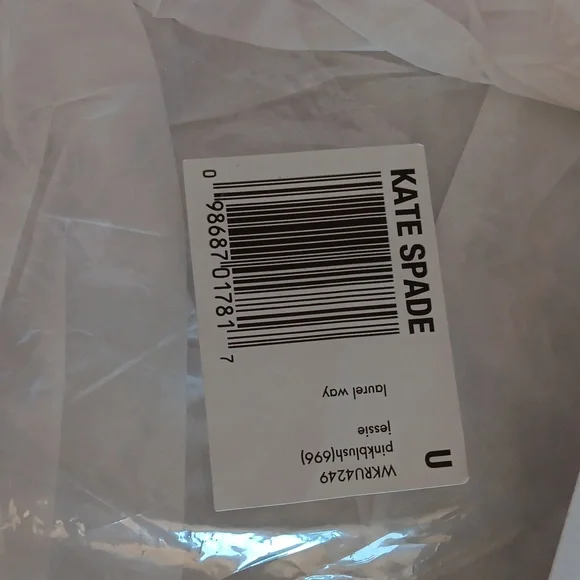 KATE SPADE
0 98687 01781 7
U
WKRU4249
pinkblush(696)
jessie
laurel way